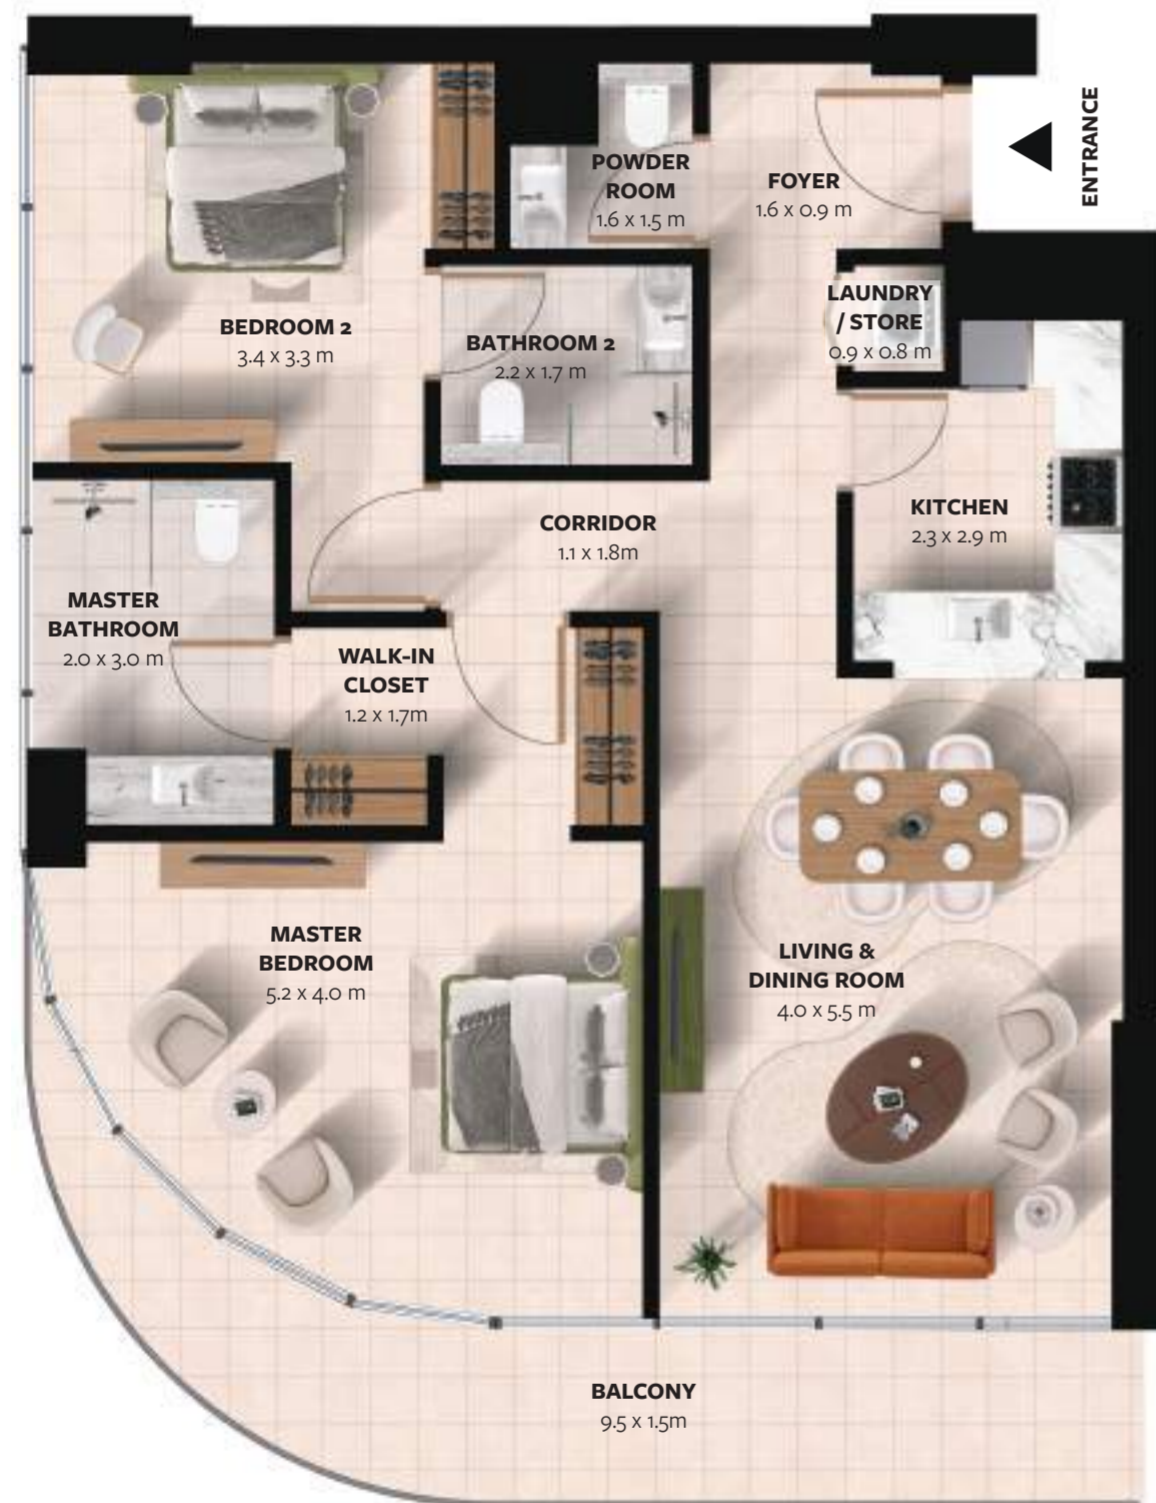 ENTRANCE
POWDER
ROOM
1.6 x 1.5 m
FOYER
1.6 x 0.9 m
LAUNDRY
/ STORE
0.9 x 0.8 m
BEDROOM 2
3.4 x 3.3 m
BATHROOM 2
2.2 x 1.7 m
CORRIDOR
1.1 x 1.8m
KITCHEN
2.3 x 2.9 m
MASTER
BATHROOM
2.0 x 3.0 m
WALK-IN
CLOSET
1.2 x 1.7m
MASTER
BEDROOM
5.2 x 4.0 m
LIVING &
DINING ROOM
4.0 x 5.5 m
BALCONY
9.5 x 1.5m